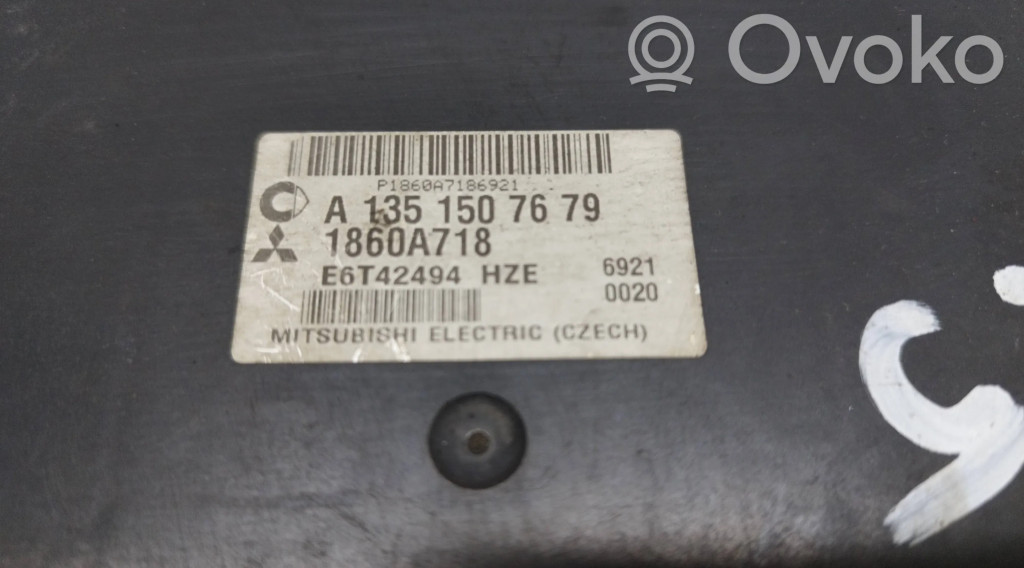 Ovoko
P1860A7186921
A 135 150 76 79
1860A718
E6T42494 HZE 6921
0020
MITSUBISHI ELECTRIC (CZECH)